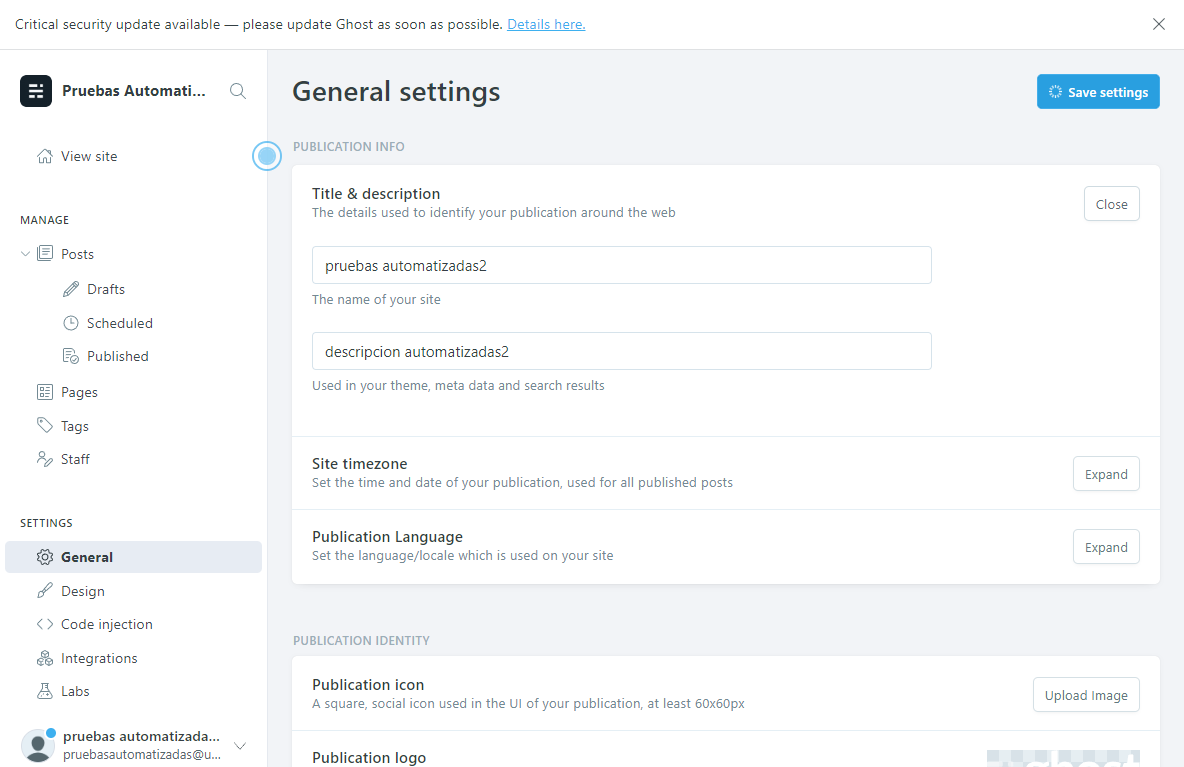 Critical security update available — please update Ghost as soon as possible. Details here.
Pruebas Automati...
General settings
Save settings
View site
PUBLICATION INFO
Title & description
The details used to identify your publication around the web
Close
MANAGE
Posts
pruebas automatizadas2
Drafts
The name of your site
Scheduled
Published
descripcion automatizadas2
Used in your theme, meta data and search results
Pages
Tags
Staff
Site timezone
Set the time and date of your publication, used for all published posts
Expand
SETTINGS
General
Publication Language
Set the language/locale which is used on your site
Expand
Design
Code injection
Integrations
Labs
PUBLICATION IDENTITY
Publication icon
A square, social icon used in the UI of your publication, at least 60x60px
Upload Image
pruebas automatizada...
pruebasautomatizadas@u...
Publication logo
ghost